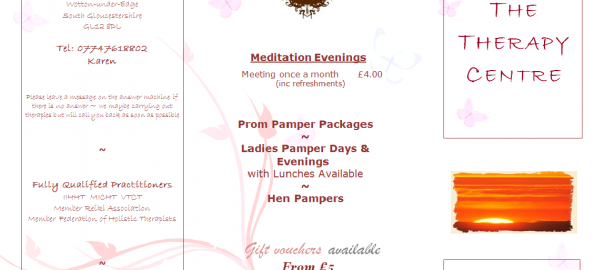 Wotton-under-Edge
South Gloucestershire
GL12 8PL
Tel: 07747618802
Karen
Please leave a message on the answer machine if
there is no answer ~ we maybe carrying out
therapies but will call you back as soon as possible
~
Fully Qualified Practitioners
IIHHT MICHT VTCT
Member Reiki Association
Member Federation of Holistic Therapists
~
Meditation Evenings
Meeting once a month £4.00
(inc refreshments)
Prom Pamper Packages
~
Ladies Pamper Days &
Evenings
with Lunches Available
~
Hen Pampers
Gift vouchers available
From £5
THE
THERAPY
CENTRE